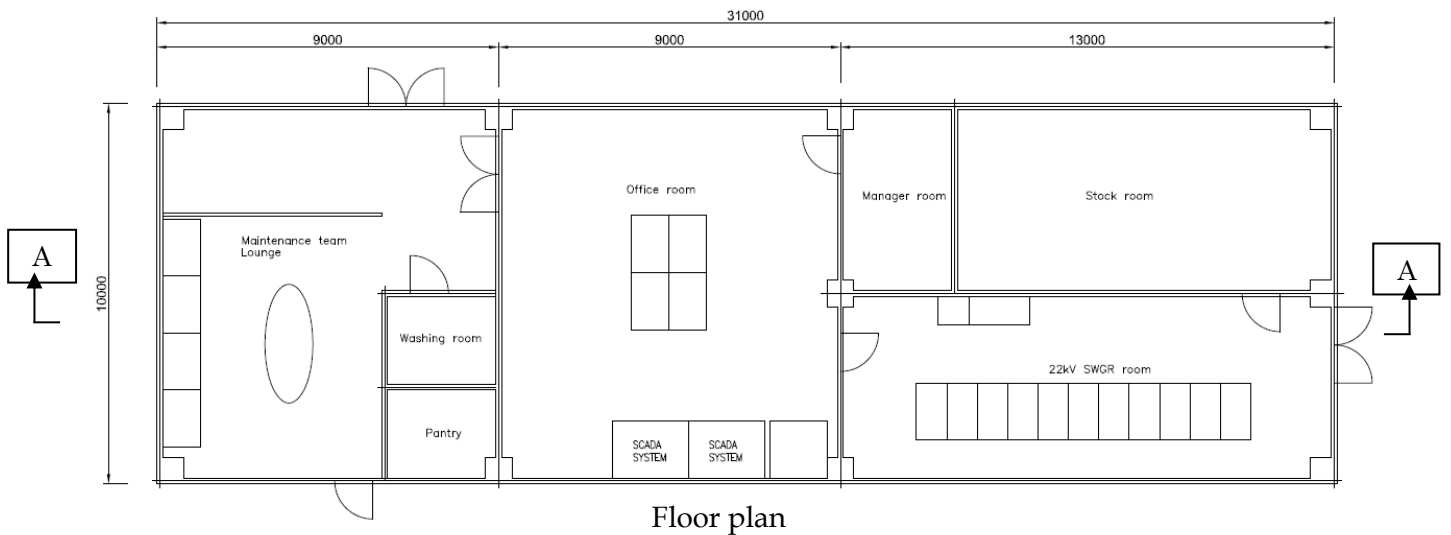 31000
9000
9000
13000
10000
A
A
Office room
Manager room
Stock room
Maintenance team
Lounge
Washing room
22kV SWGR room
Pantry
SCADA
SYSTEM
SCADA
SYSTEM
Floor plan